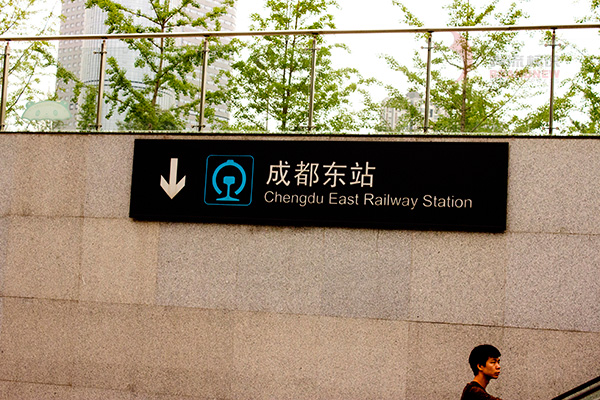 成都东站
Chengdu East Railway Station